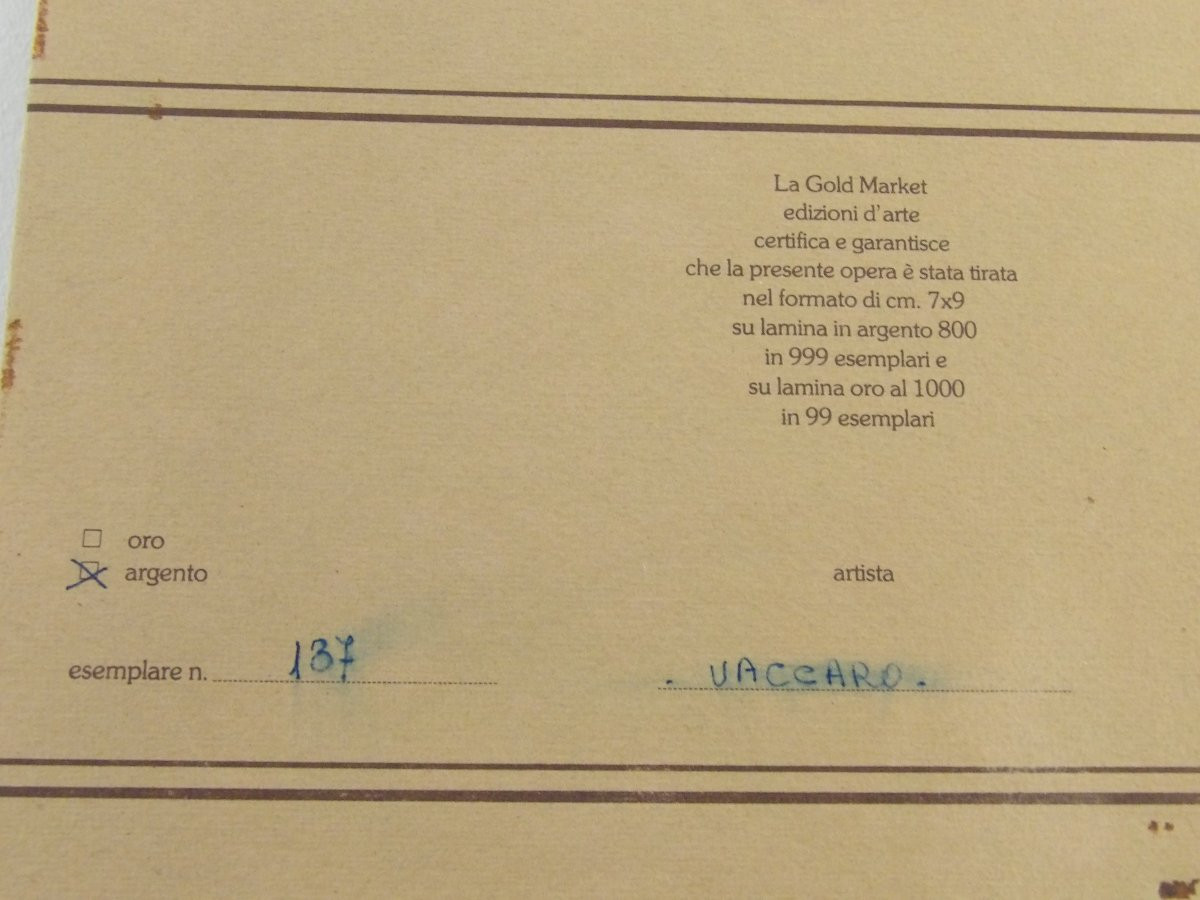 La Gold Market
edizioni d'arte
certifica e garantisce
che la presente opera è stata tirata
nel formato di cm. 7x9
su lamina in argento 800
in 999 esemplari e
su lamina oro al 1000
in 99 esemplari
oro
argento
artista
esemplare n. 137
. VACCARO .